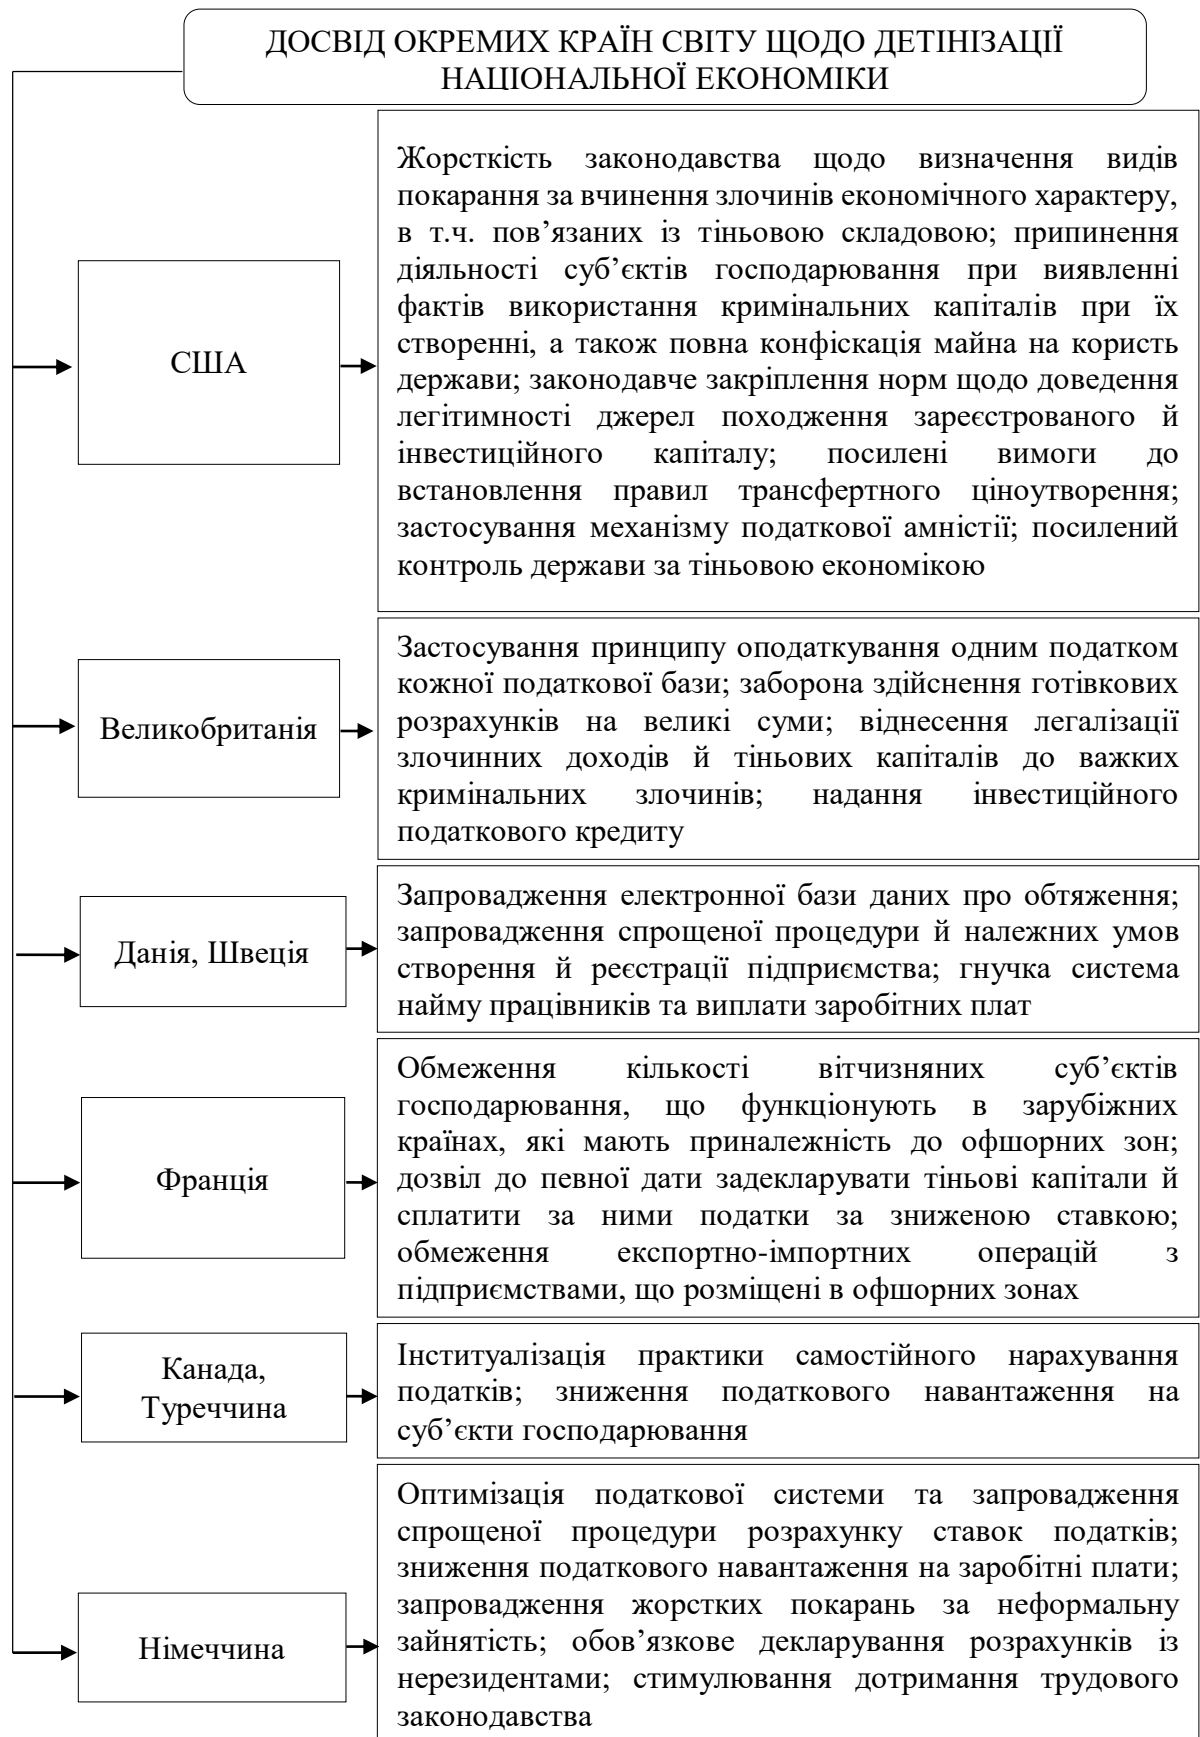 ДОСВІД ОКРЕМИХ КРАЇН СВІТУ ЩОДО ДЕТІНІЗАЦІЇ
НАЦІОНАЛЬНОЇ ЕКОНОМІКИ
США
Жорсткість законодавства щодо визначення видів
покарання за вчинення злочинів економічного характеру,
в т.ч. пов’язаних із тіньовою складовою; припинення
діяльності суб’єктів господарювання при виявленні
фактів використання кримінальних капіталів при їх
створенні, а також повна конфіскація майна на користь
держави; законодавче закріплення норм щодо доведення
легітимності джерел походження зареєстрованого й
інвестиційного капіталу; посилені вимоги до
встановлення правил трансфертного ціноутворення;
застосування механізму податкової амністії; посилений
контроль держави за тіньовою економікою
Великобританія
Застосування принципу оподаткування одним податком
кожної податкової бази; заборона здійснення готівкових
розрахунків на великі суми; віднесення легалізації
злочинних доходів й тіньових капіталів до важких
кримінальних злочинів; надання інвестиційного
податкового кредиту
Данія, Швеція
Запровадження електронної бази даних про обтяження;
запровадження спрощеної процедури й належних умов
створення й реєстрації підприємства; гнучка система
найму працівників та виплати заробітних плат
Франція
Обмеження кількості вітчизняних суб’єктів
господарювання, що функціонують в зарубіжних
країнах, які мають приналежність до офшорних зон;
дозвіл до певної дати задекларувати тіньові капітали й
сплатити за ними податки за зниженою ставкою;
обмеження експортно-імпортних операцій з
підприємствами, що розміщені в офшорних зонах
Канада,
Туреччина
Інституалізація практики самостійного нарахування
податків; зниження податкового навантаження на
суб’єкти господарювання
Німеччина
Оптимізація податкової системи та запровадження
спрощеної процедури розрахунку ставок податків;
зниження податкового навантаження на заробітні плати;
запровадження жорстких покарань за неформальну
зайнятість; обов’язкове декларування розрахунків із
нерезидентами; стимулювання дотримання трудового
законодавства